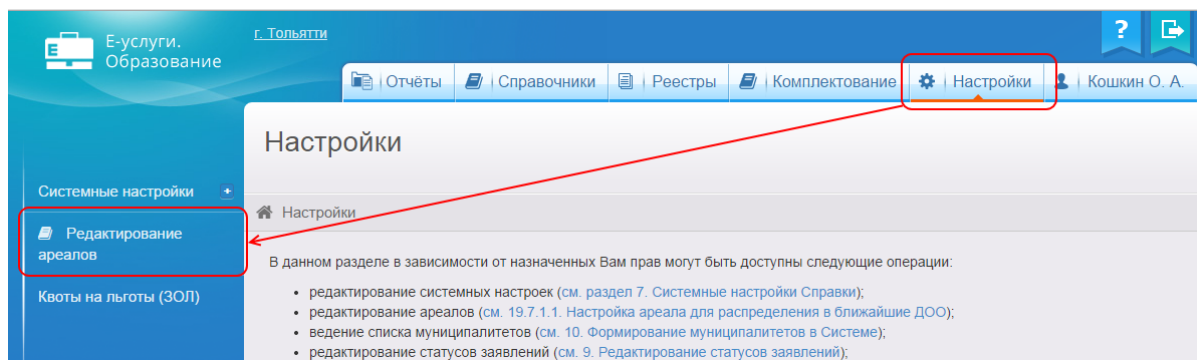 Е-услуги.
Образование
г. Тольятти
?
Отчёты
Справочники
Реестры
Комплектование
Настройки
Кошкин О. А.
Настройки
Системные настройки
Редактирование
ареалов
Квоты на льготы (ЗОЛ)
Настройки
В данном разделе в зависимости от назначенных Вам прав могут быть доступны следующие операции:
• редактирование системных настроек (см. раздел 7. Системные настройки Справки);
• редактирование ареалов (см. 19.7.1.1. Настройка ареала для распределения в ближайшие ДОО);
• ведение списка муниципалитетов (см. 10. Формирование муниципалитетов в Системе);
• редактирование статусов заявлений (см. 9. Редактирование статусов заявлений);